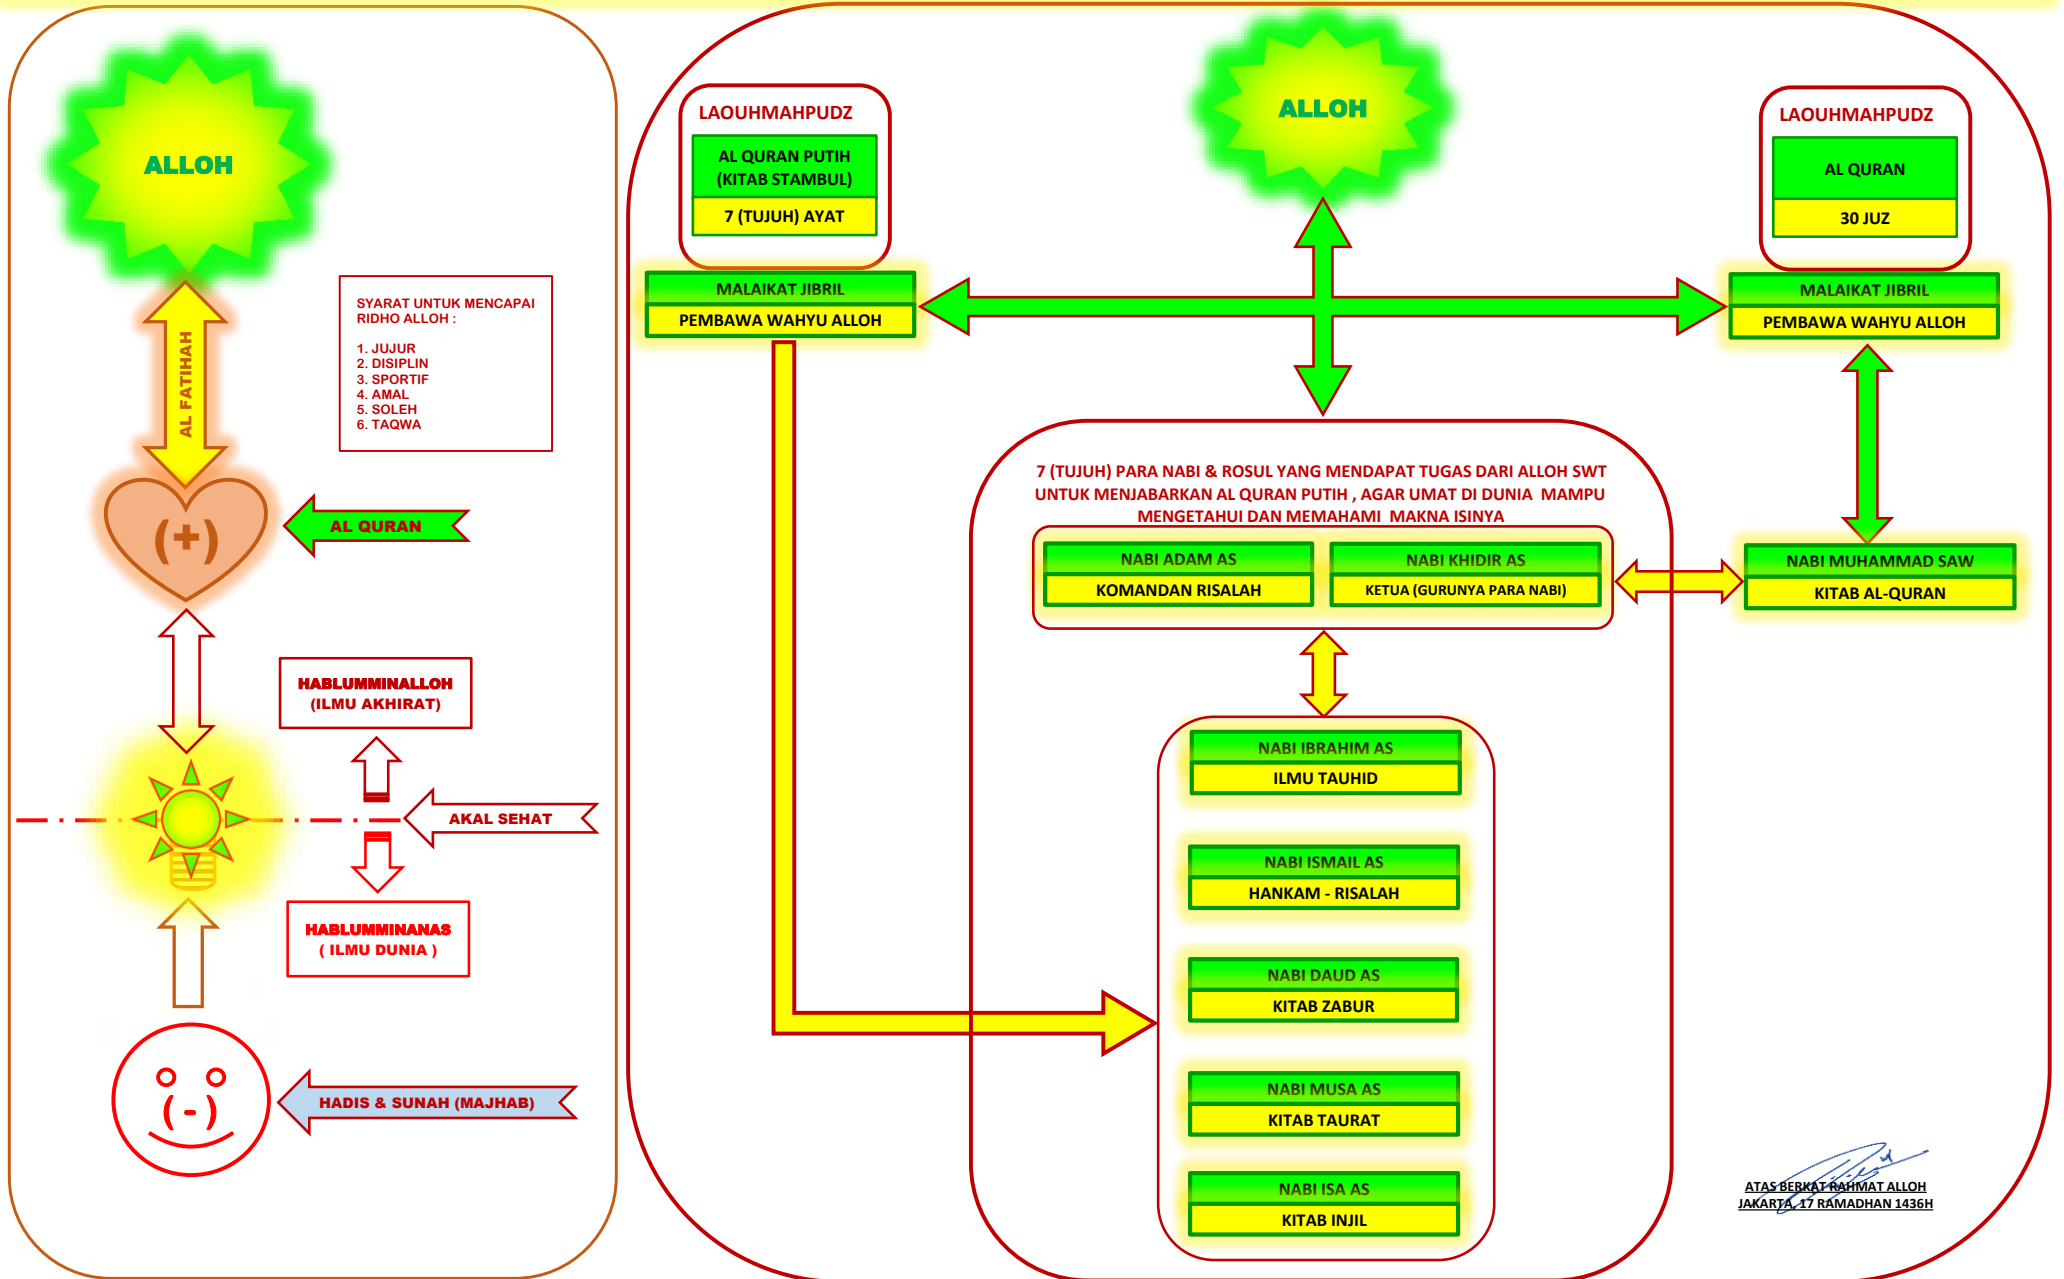 ALLOH
AL FATIHAH
SYARAT UNTUK MENCAPAI
RIDHO ALLOH :
1. JUJUR
2. DISIPLIN
3. SPORTIF
4. AMAL
5. SOLEH
6. TAQWA
(+)
AL QURAN
HABLUMMINALLOH
(ILMU AKHIRAT)
AKAL SEHAT
HABLUMMINANAS
( ILMU DUNIA )
(-)
HADIS & SUNAH (MAJHAB)
LAOUHMAHPUDZ
AL QURAN PUTIH
(KITAB STAMBUL)
7 (TUJUH) AYAT
MALAIKAT JIBRIL
PEMBAWA WAHYU ALLOH
ALLOH
LAOUHMAHPUDZ
AL QURAN
30 JUZ
MALAIKAT JIBRIL
PEMBAWA WAHYU ALLOH
7 (TUJUH) PARA NABI & ROSUL YANG MENDAPAT TUGAS DARI ALLOH SWT
UNTUK MENJABARKAN AL QURAN PUTIH , AGAR UMAT DI DUNIA MAMPU
MENGETAHUI DAN MEMAHAMI MAKNA ISINYA
NABI ADAM AS
KOMANDAN RISALAH
NABI KHIDIR AS
KETUA (GURUNYA PARA NABI)
NABI MUHAMMAD SAW
KITAB AL-QURAN
NABI IBRAHIM AS
ILMU TAUHID
NABI ISMAIL AS
HANKAM - RISALAH
NABI DAUD AS
KITAB ZABUR
NABI MUSA AS
KITAB TAURAT
NABI ISA AS
KITAB INJIL
ATAS BERKAT RAHMAT ALLOH
JAKARTA, 17 RAMADHAN 1436H